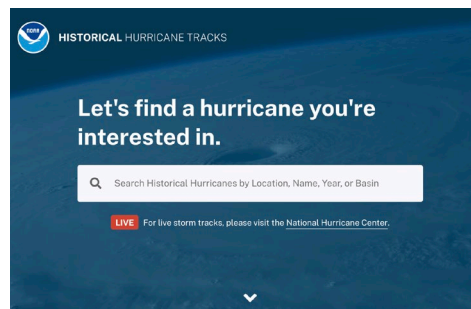 NOAA
HISTORICAL HURRICANE TRACKS
Let's find a hurricane you're
interested in.
Search Historical Hurricanes by Location, Name, Year, or Basin
LIVE For live storm tracks, please visit the National Hurricane Center.